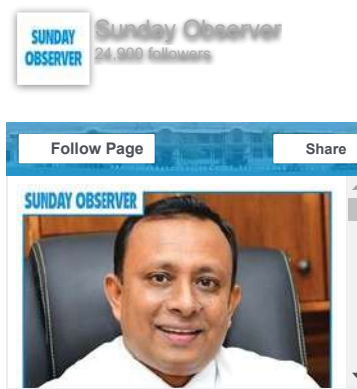 SUNDAY
OBSERVER
Sunday Observer
24,900 followers
Follow Page
Share
SUNDAY OBSERVER